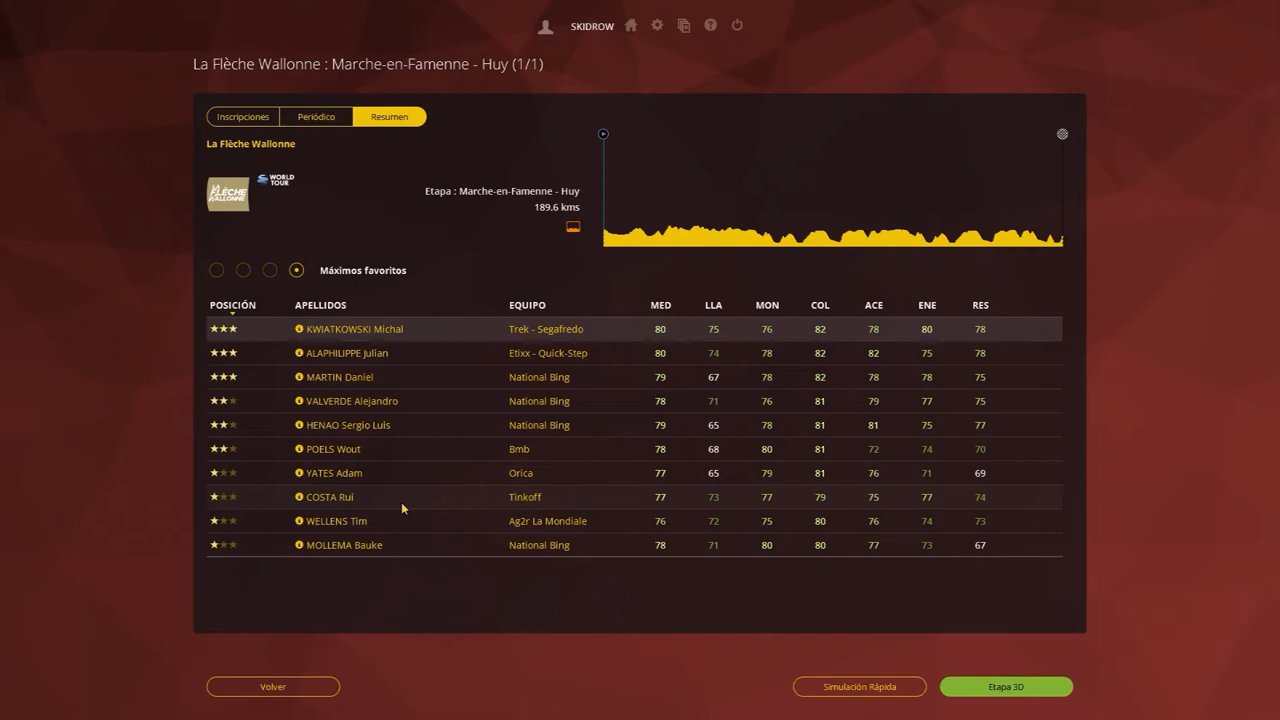 SKIDROW
La Flèche Wallonne : Marche-en-Famenne - Huy (1/1)
Inscripciones Periódico Resumen
La Flèche Wallonne
LA FLÈCHE WALLONNE
WORLD TOUR
Etapa : Marche-en-Famenne - Huy
189.6 kms
Máximos favoritos
POSICIÓN APELLIDOS EQUIPO MED LLA MON COL ACE ENE RES
KWIATKOWSKI Michal Trek - Segafredo 80 75 76 82 78 80 78
ALAPHILIPPE Julian Etixx - Quick-Step 80 74 78 82 82 75 78
MARTIN Daniel National Bing 79 67 78 82 78 78 75
VALVERDE Alejandro National Bing 78 71 76 81 79 77 75
HENAO Sergio Luis National Bing 79 65 78 81 81 75 77
POELS Wout Bmb 78 68 80 81 72 74 70
YATES Adam Orica 77 65 79 81 76 71 69
COSTA Rui Tinkoff 77 73 77 79 75 77 74
WELLENS Tim Ag2r La Mondiale 76 72 75 80 76 74 73
MOLLEMA Bauke National Bing 78 71 80 80 77 73 67
Volver Simulación Rápida Etapa 3D